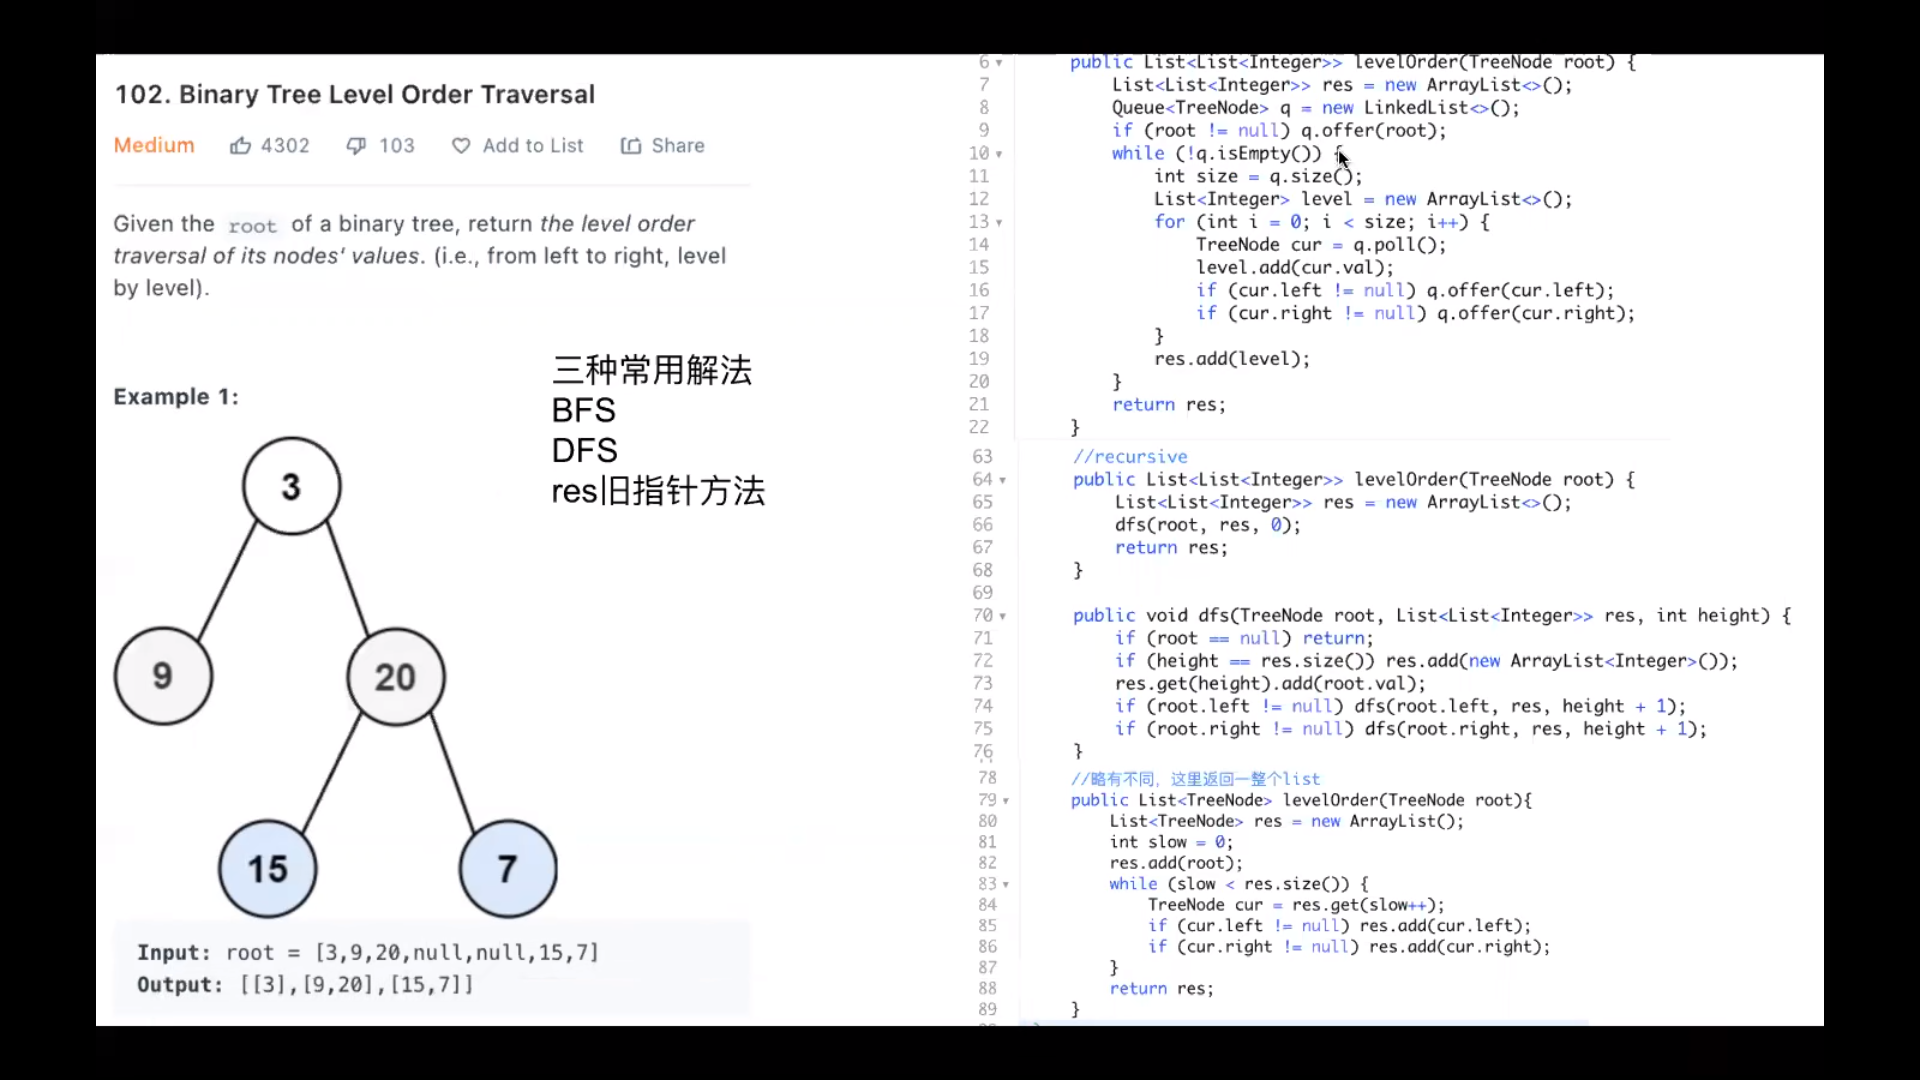 102. Binary Tree Level Order Traversal
Medium 4302 103 Add to List Share
Given the root of a binary tree, return the level order
traversal of its nodes' values. (i.e., from left to right, level
by level).
Example 1:
三种常用解法
BFS
DFS
res旧指针方法
3
9
20
15
7
Input: root = [3,9,20,null,null,15,7]
Output: [[3],[9,20],[15,7]]
6 public List<List<Integer>> levelOrder(TreeNode root) {
7 List<List<Integer>> res = new ArrayList<>();
8 Queue<TreeNode> q = new LinkedList<>();
9 if (root != null) q.offer(root);
10 while (!q.isEmpty()) {
11 int size = q.size();
12 List<Integer> level = new ArrayList<>();
13 for (int i = 0; i < size; i++) {
14 TreeNode cur = q.poll();
15 level.add(cur.val);
16 if (cur.left != null) q.offer(cur.left);
17 if (cur.right != null) q.offer(cur.right);
18 }
19 res.add(level);
20 }
21 return res;
22 }
63 //recursive
64 public List<List<Integer>> levelOrder(TreeNode root) {
65 List<List<Integer>> res = new ArrayList<>();
66 dfs(root, res, 0);
67 return res;
68 }
69
70 public void dfs(TreeNode root, List<List<Integer>> res, int height) {
71 if (root == null) return;
72 if (height == res.size()) res.add(new ArrayList<Integer>());
73 res.get(height).add(root.val);
74 if (root.left != null) dfs(root.left, res, height + 1);
75 if (root.right != null) dfs(root.right, res, height + 1);
76 }
78 //略有不同，这里返回一整个list
79 public List<TreeNode> levelOrder(TreeNode root){
80 List<TreeNode> res = new ArrayList();
81 int slow = 0;
82 res.add(root);
83 while (slow < res.size()) {
84 TreeNode cur = res.get(slow++);
85 if (cur.left != null) res.add(cur.left);
86 if (cur.right != null) res.add(cur.right);
87 }
88 return res;
89 }